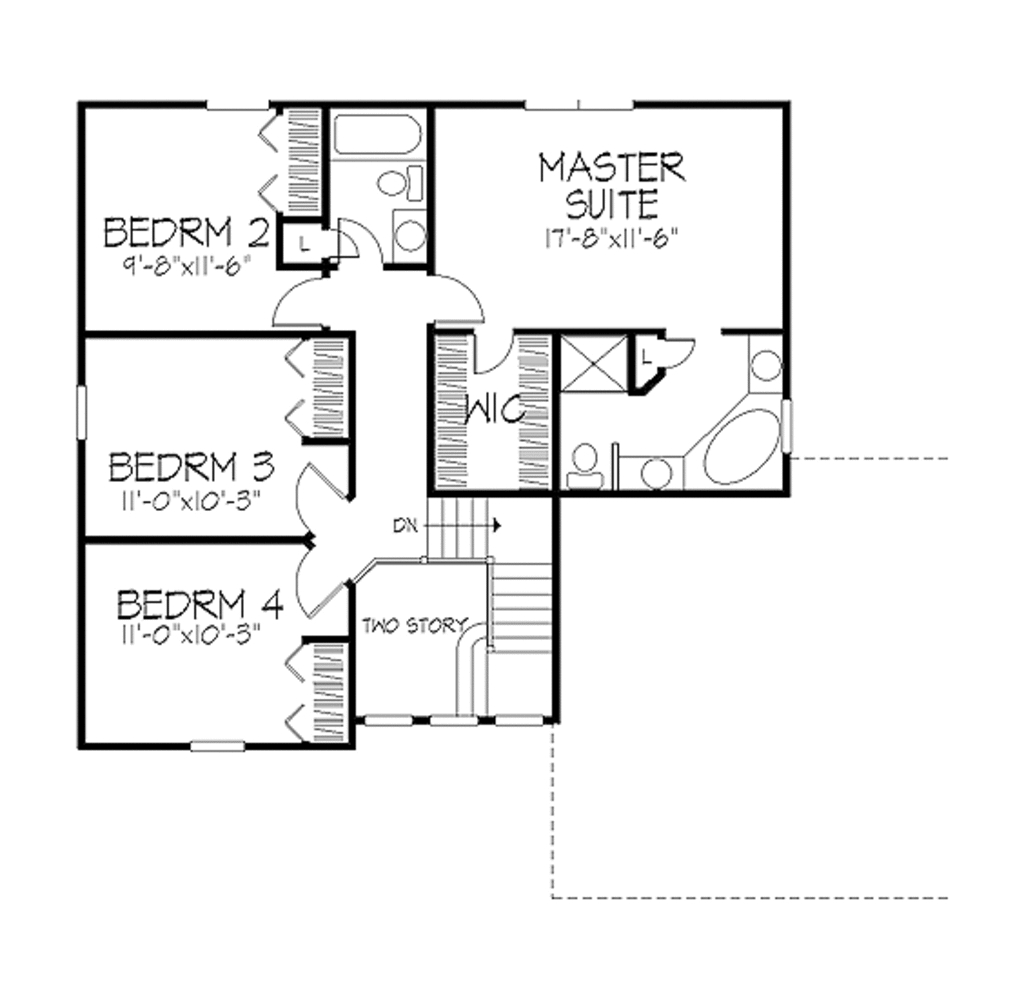 MASTER
SUITE
17'-8"x11'-6"
BEDRM 2
9'-8"x11'-6"
L
L
WIC
BEDRM 3
11'-0"x10'-3"
DN
BEDRM 4
11'-0"x10'-3"
TWO STORY